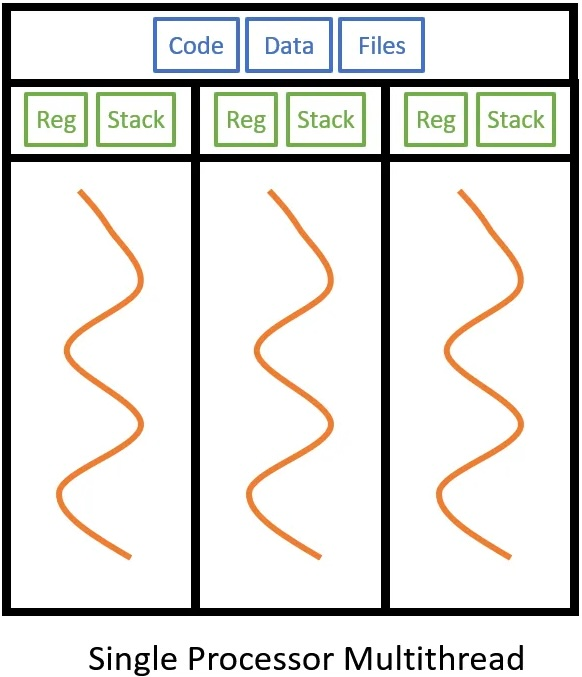 Code Data Files
Reg Stack Reg Stack Reg Stack
Single Processor Multithread